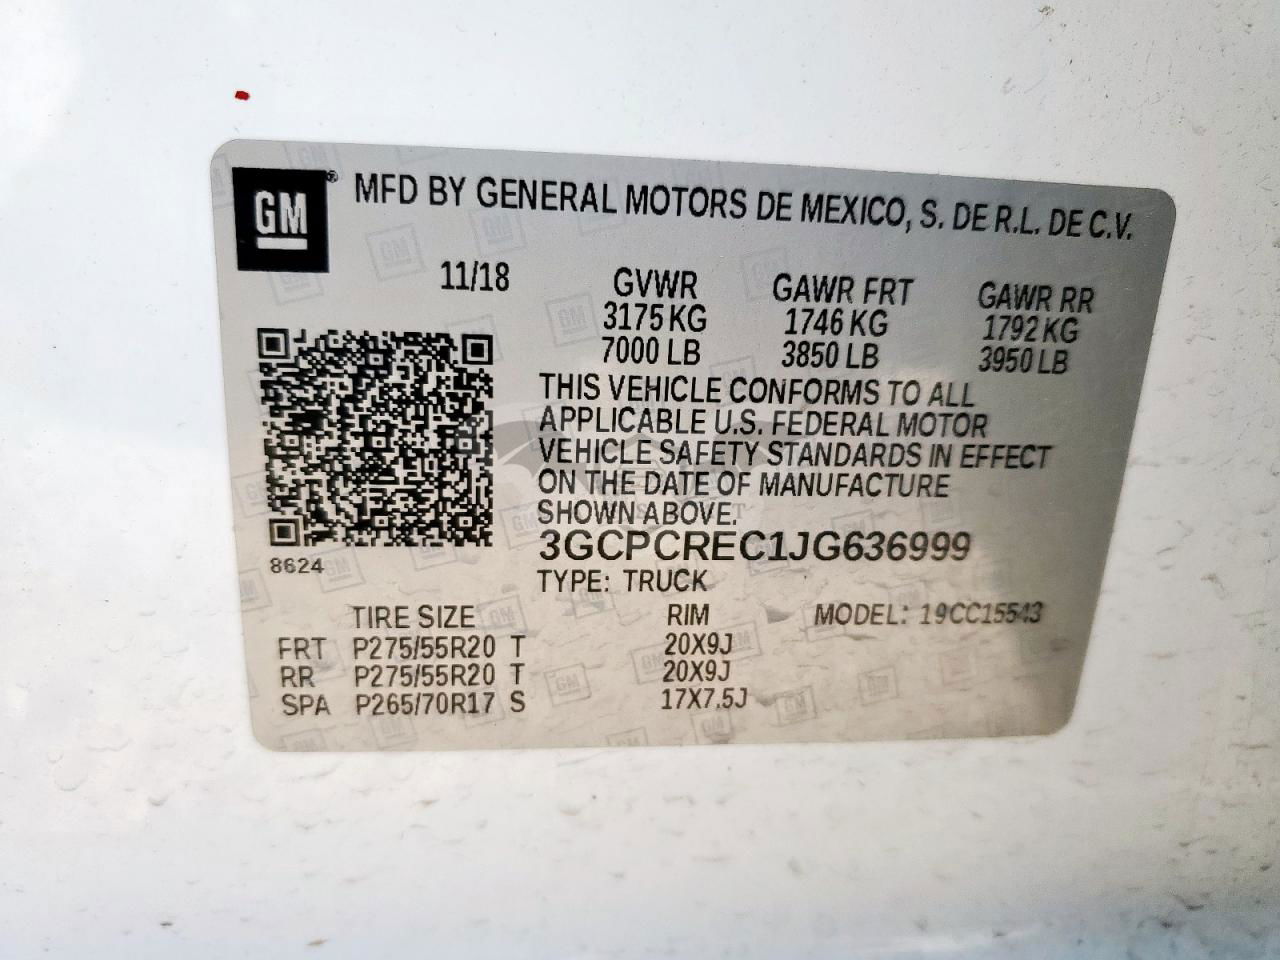 GM® MFD BY GENERAL MOTORS DE MEXICO, S. DE R.L. DE C.V.
11/18 GVWR GAWR FRT GAWR RR
3175 KG 1746 KG 1792 KG
7000 LB 3850 LB 3950 LB
THIS VEHICLE CONFORMS TO ALL
APPLICABLE U.S. FEDERAL MOTOR
VEHICLE SAFETY STANDARDS IN EFFECT
ON THE DATE OF MANUFACTURE
SHOWN ABOVE.
3GCPCREC1JG636999
8624
TYPE: TRUCK
TIRE SIZE RIM MODEL: 19CC15543
FRT P275/55R20 T 20X9J
RR P275/55R20 T 20X9J
SPA P265/70R17 S 17X7.5J